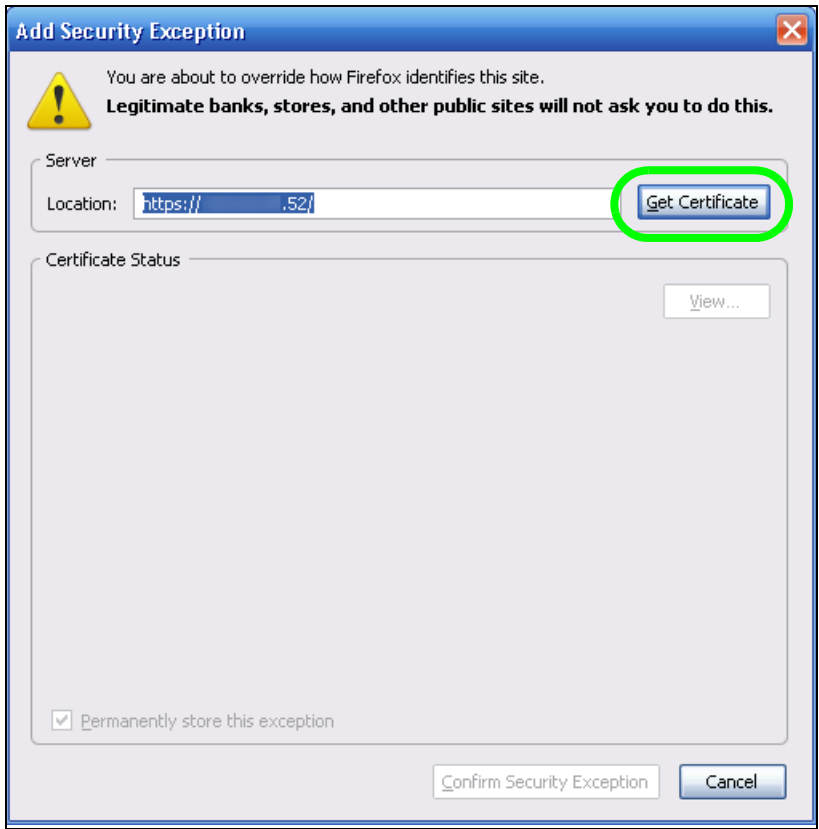 Add Security Exception
You are about to override how Firefox identifies this site.
Legitimate banks, stores, and other public sites will not ask you to do this.
Server
Location: https:// .52/ Get Certificate
Certificate Status
View...
Permanently store this exception
Confirm Security Exception Cancel